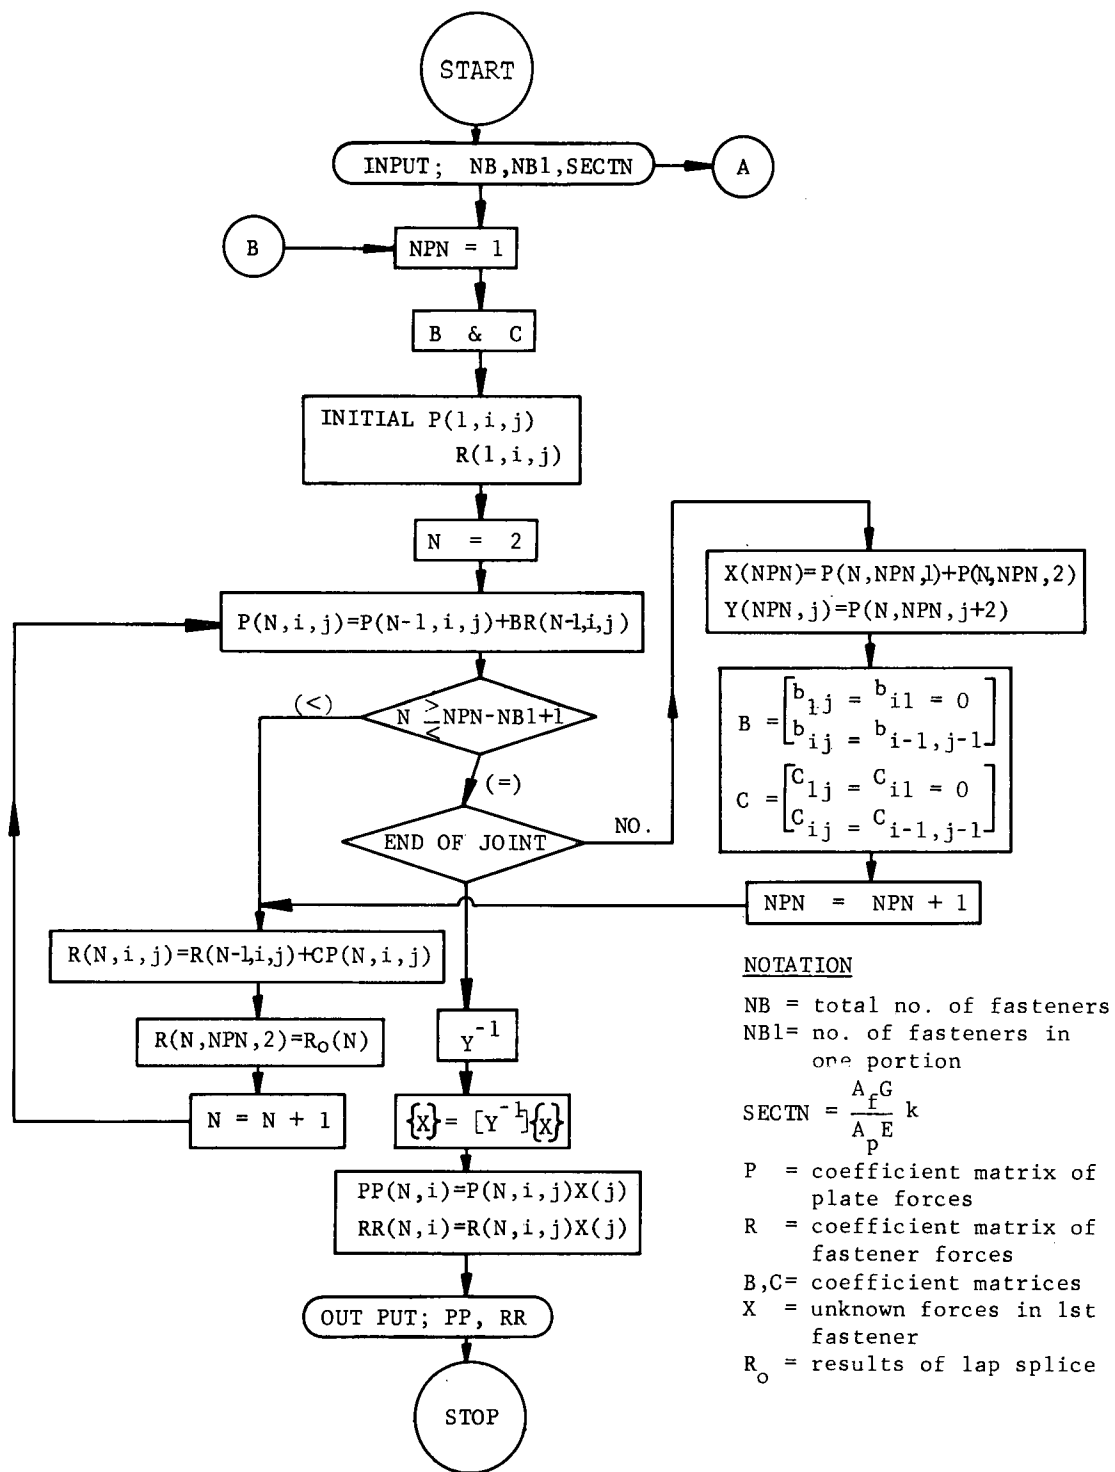 START
INPUT; NB,NB1,SECTN
A
B
NPN = 1
B & C
INITIAL P(1,i,j)
R(1,i,j)
N = 2
P(N,i,j)=P(N-1,i,j)+BR(N-1,i,j)
(<)
N ><= NPN-NB1+1
(=)
END OF JOINT
NO.
X(NPN)=P(N,NPN,1)+P(N,NPN,2)
Y(NPN,j)=P(N,NPN,j+2)
B = [b1j = bi1 = 0
bij = bi-1,j-1]
C = [C1j = Ci1 = 0
Cij = Ci-1,j-1]
NPN = NPN + 1
R(N,i,j)=R(N-1,i,j)+CP(N,i,j)
R(N,NPN,2)=Ro(N)
N = N + 1
Y^-1
{X}= [Y^-1]{X}
PP(N,i)=P(N,i,j)X(j)
RR(N,i)=R(N,i,j)X(j)
OUT PUT; PP, RR
STOP
NOTATION
NB = total no. of fasteners
NB1= no. of fasteners in
one portion
SECTN = AfG/ApE k
P = coefficient matrix of
plate forces
R = coefficient matrix of
fastener forces
B,C= coefficient matrices
X = unknown forces in 1st
fastener
Ro = results of lap splice